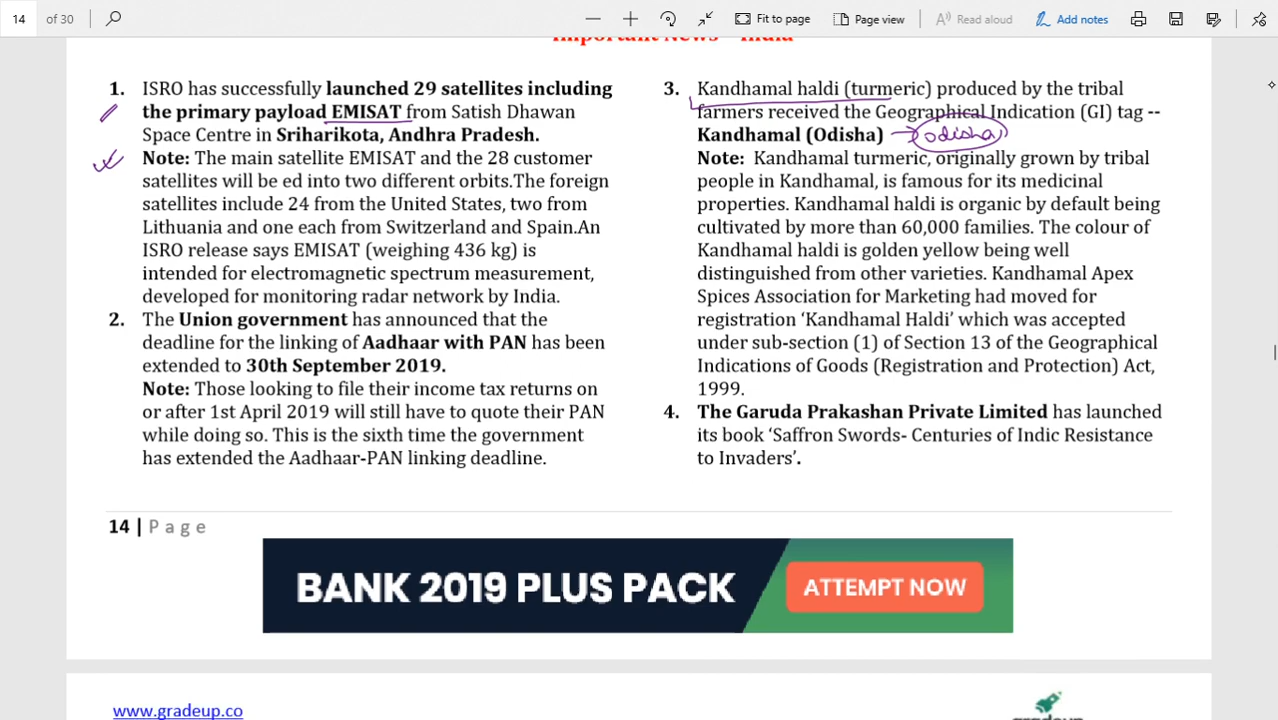 14 of 30 Fit to page Page view Read aloud Add notes
Important News – India
1. ISRO has successfully launched 29 satellites including
the primary payload EMISAT from Satish Dhawan
Space Centre in Sriharikota, Andhra Pradesh.
Note: The main satellite EMISAT and the 28 customer
satellites will be ed into two different orbits.The foreign
satellites include 24 from the United States, two from
Lithuania and one each from Switzerland and Spain.An
ISRO release says EMISAT (weighing 436 kg) is
intended for electromagnetic spectrum measurement,
developed for monitoring radar network by India.
2. The Union government has announced that the
deadline for the linking of Aadhaar with PAN has been
extended to 30th September 2019.
Note: Those looking to file their income tax returns on
or after 1st April 2019 will still have to quote their PAN
while doing so. This is the sixth time the government
has extended the Aadhaar-PAN linking deadline.
3. Kandhamal haldi (turmeric) produced by the tribal
farmers received the Geographical Indication (GI) tag --
Kandhamal (Odisha) → odisha
Note: Kandhamal turmeric, originally grown by tribal
people in Kandhamal, is famous for its medicinal
properties. Kandhamal haldi is organic by default being
cultivated by more than 60,000 families. The colour of
Kandhamal haldi is golden yellow being well
distinguished from other varieties. Kandhamal Apex
Spices Association for Marketing had moved for
registration ‘Kandhamal Haldi’ which was accepted
under sub-section (1) of Section 13 of the Geographical
Indications of Goods (Registration and Protection) Act,
1999.
4. The Garuda Prakashan Private Limited has launched
its book ‘Saffron Swords- Centuries of Indic Resistance
to Invaders’.
14 | Page
BANK 2019 PLUS PACK ATTEMPT NOW
www.gradeup.co
gradeup